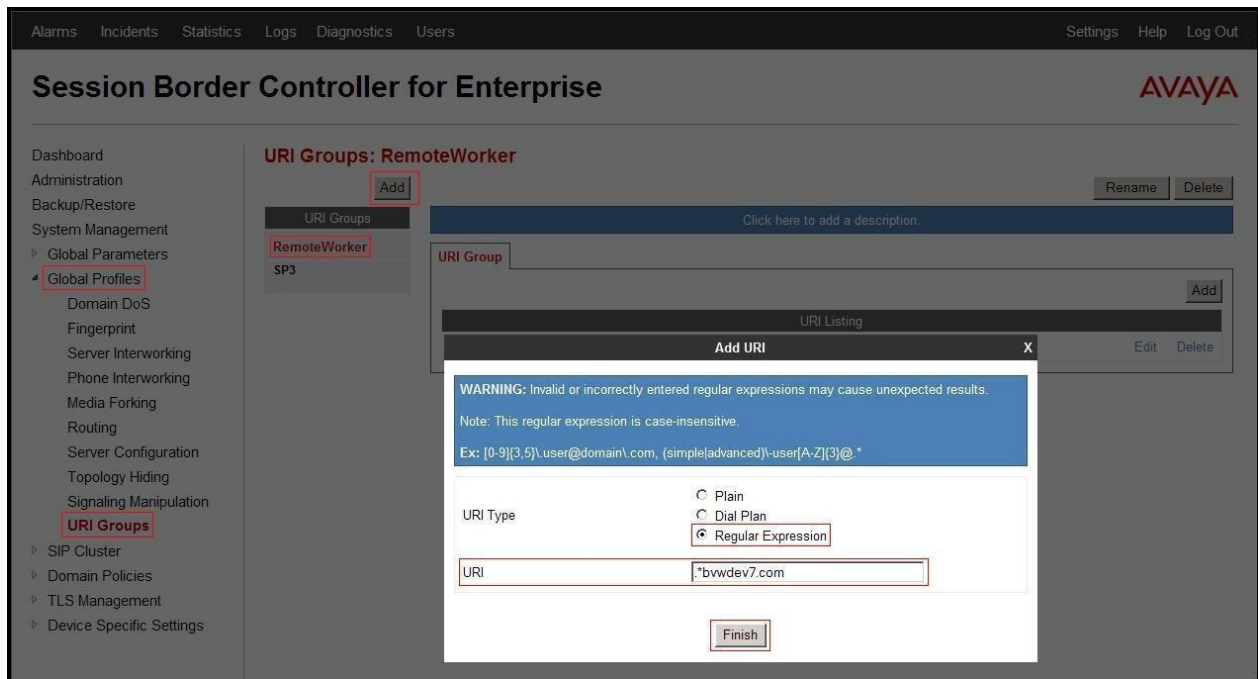 Alarms Incidents Statistics Logs Diagnostics Users Settings Help Log Out
Session Border Controller for Enterprise
AVAYA
Dashboard
Administration
Backup/Restore
System Management
Global Parameters
Global Profiles
Domain DoS
Fingerprint
Server Interworking
Phone Interworking
Media Forking
Routing
Server Configuration
Topology Hiding
Signaling Manipulation
URI Groups
SIP Cluster
Domain Policies
TLS Management
Device Specific Settings
URI Groups: RemoteWorker
Add
Rename Delete
URI Groups
RemoteWorker
SP3
Click here to add a description.
URI Group
Add
URI Listing
Edit Delete
Add URI X
WARNING: Invalid or incorrectly entered regular expressions may cause unexpected results.
Note: This regular expression is case-insensitive.
Ex: [0-9]{3,5}\.user@domain\.com, (simple|advanced)\-user[A-Z]{3}@.*
URI Type
Plain
Dial Plan
Regular Expression
URI .*bvwdev7.com
Finish